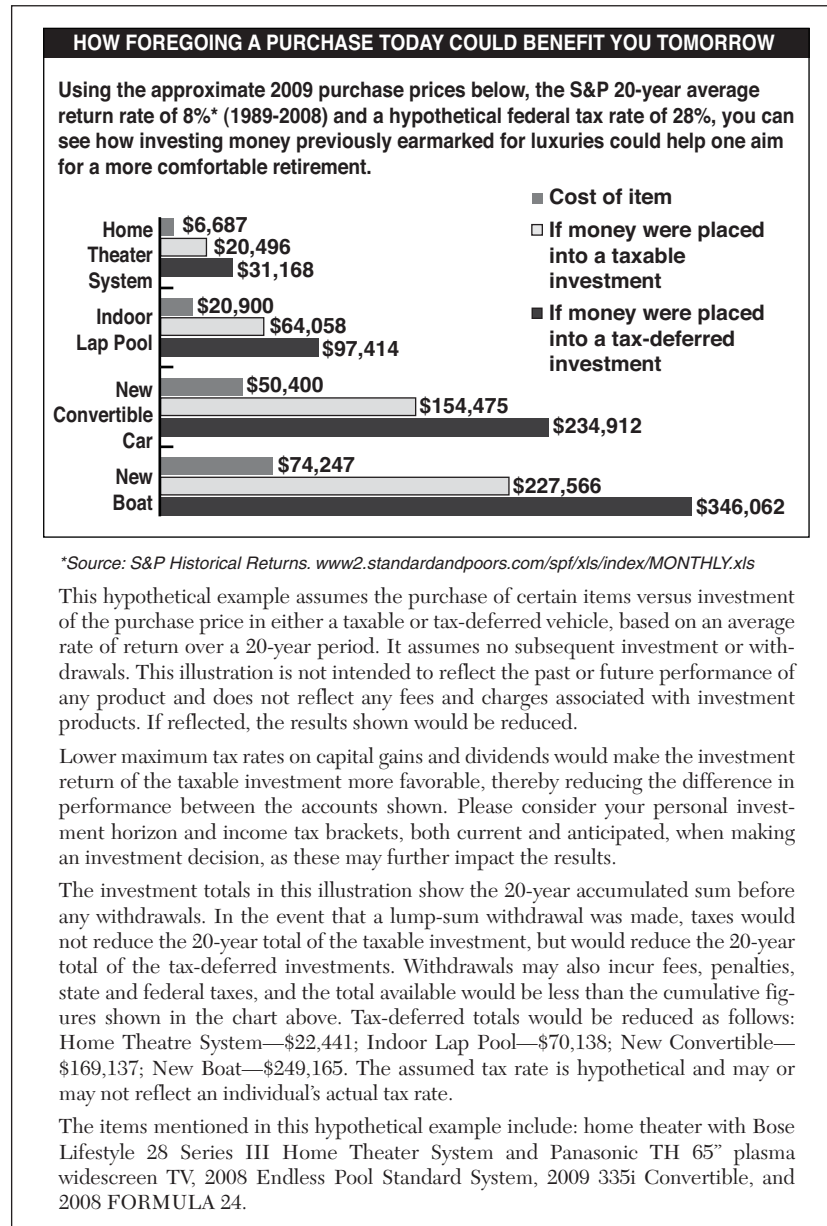 HOW FOREGOING A PURCHASE TODAY COULD BENEFIT YOU TOMORROW
Using the approximate 2009 purchase prices below, the S&P 20-year average
return rate of 8%* (1989-2008) and a hypothetical federal tax rate of 28%, you can
see how investing money previously earmarked for luxuries could help one aim
for a more comfortable retirement.
Cost of item
If money were placed
into a taxable
investment
If money were placed
into a tax-deferred
investment
Home
Theater
System
$6,687
$20,496
$31,168
Indoor
Lap Pool
$20,900
$64,058
$97,414
New
Convertible
Car
$50,400
$154,475
$234,912
New
Boat
$74,247
$227,566
$346,062
*Source: S&P Historical Returns. www2.standardandpoors.com/spf/xls/index/MONTHLY.xls
This hypothetical example assumes the purchase of certain items versus investment
of the purchase price in either a taxable or tax-deferred vehicle, based on an average
rate of return over a 20-year period. It assumes no subsequent investment or with-
drawals. This illustration is not intended to reflect the past or future performance of
any product and does not reflect any fees and charges associated with investment
products. If reflected, the results shown would be reduced.
Lower maximum tax rates on capital gains and dividends would make the investment
return of the taxable investment more favorable, thereby reducing the difference in
performance between the accounts shown. Please consider your personal invest-
ment horizon and income tax brackets, both current and anticipated, when making
an investment decision, as these may further impact the results.
The investment totals in this illustration show the 20-year accumulated sum before
any withdrawals. In the event that a lump-sum withdrawal was made, taxes would
not reduce the 20-year total of the taxable investment, but would reduce the 20-year
total of the tax-deferred investments. Withdrawals may also incur fees, penalties,
state and federal taxes, and the total available would be less than the cumulative fig-
ures shown in the chart above. Tax-deferred totals would be reduced as follows:
Home Theatre System—$22,441; Indoor Lap Pool—$70,138; New Convertible—
$169,137; New Boat—$249,165. The assumed tax rate is hypothetical and may or
may not reflect an individual's actual tax rate.
The items mentioned in this hypothetical example include: home theater with Bose
Lifestyle 28 Series III Home Theater System and Panasonic TH 65” plasma
widescreen TV, 2008 Endless Pool Standard System, 2009 335i Convertible, and
2008 FORMULA 24.